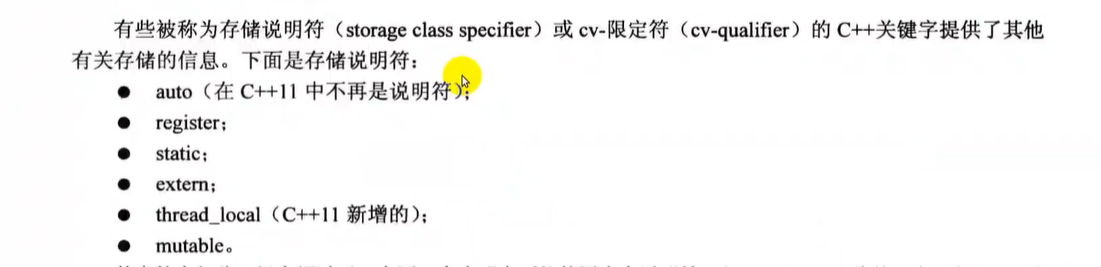 有些被称为存储说明符（storage class specifier）或 cv-限定符（cv-qualifier）的 C++关键字提供了其他
有关存储的信息。下面是存储说明符：
● auto（在 C++11 中不再是说明符）；
● register；
● static；
● extern；
● thread_local（C++11 新增的）；
● mutable。